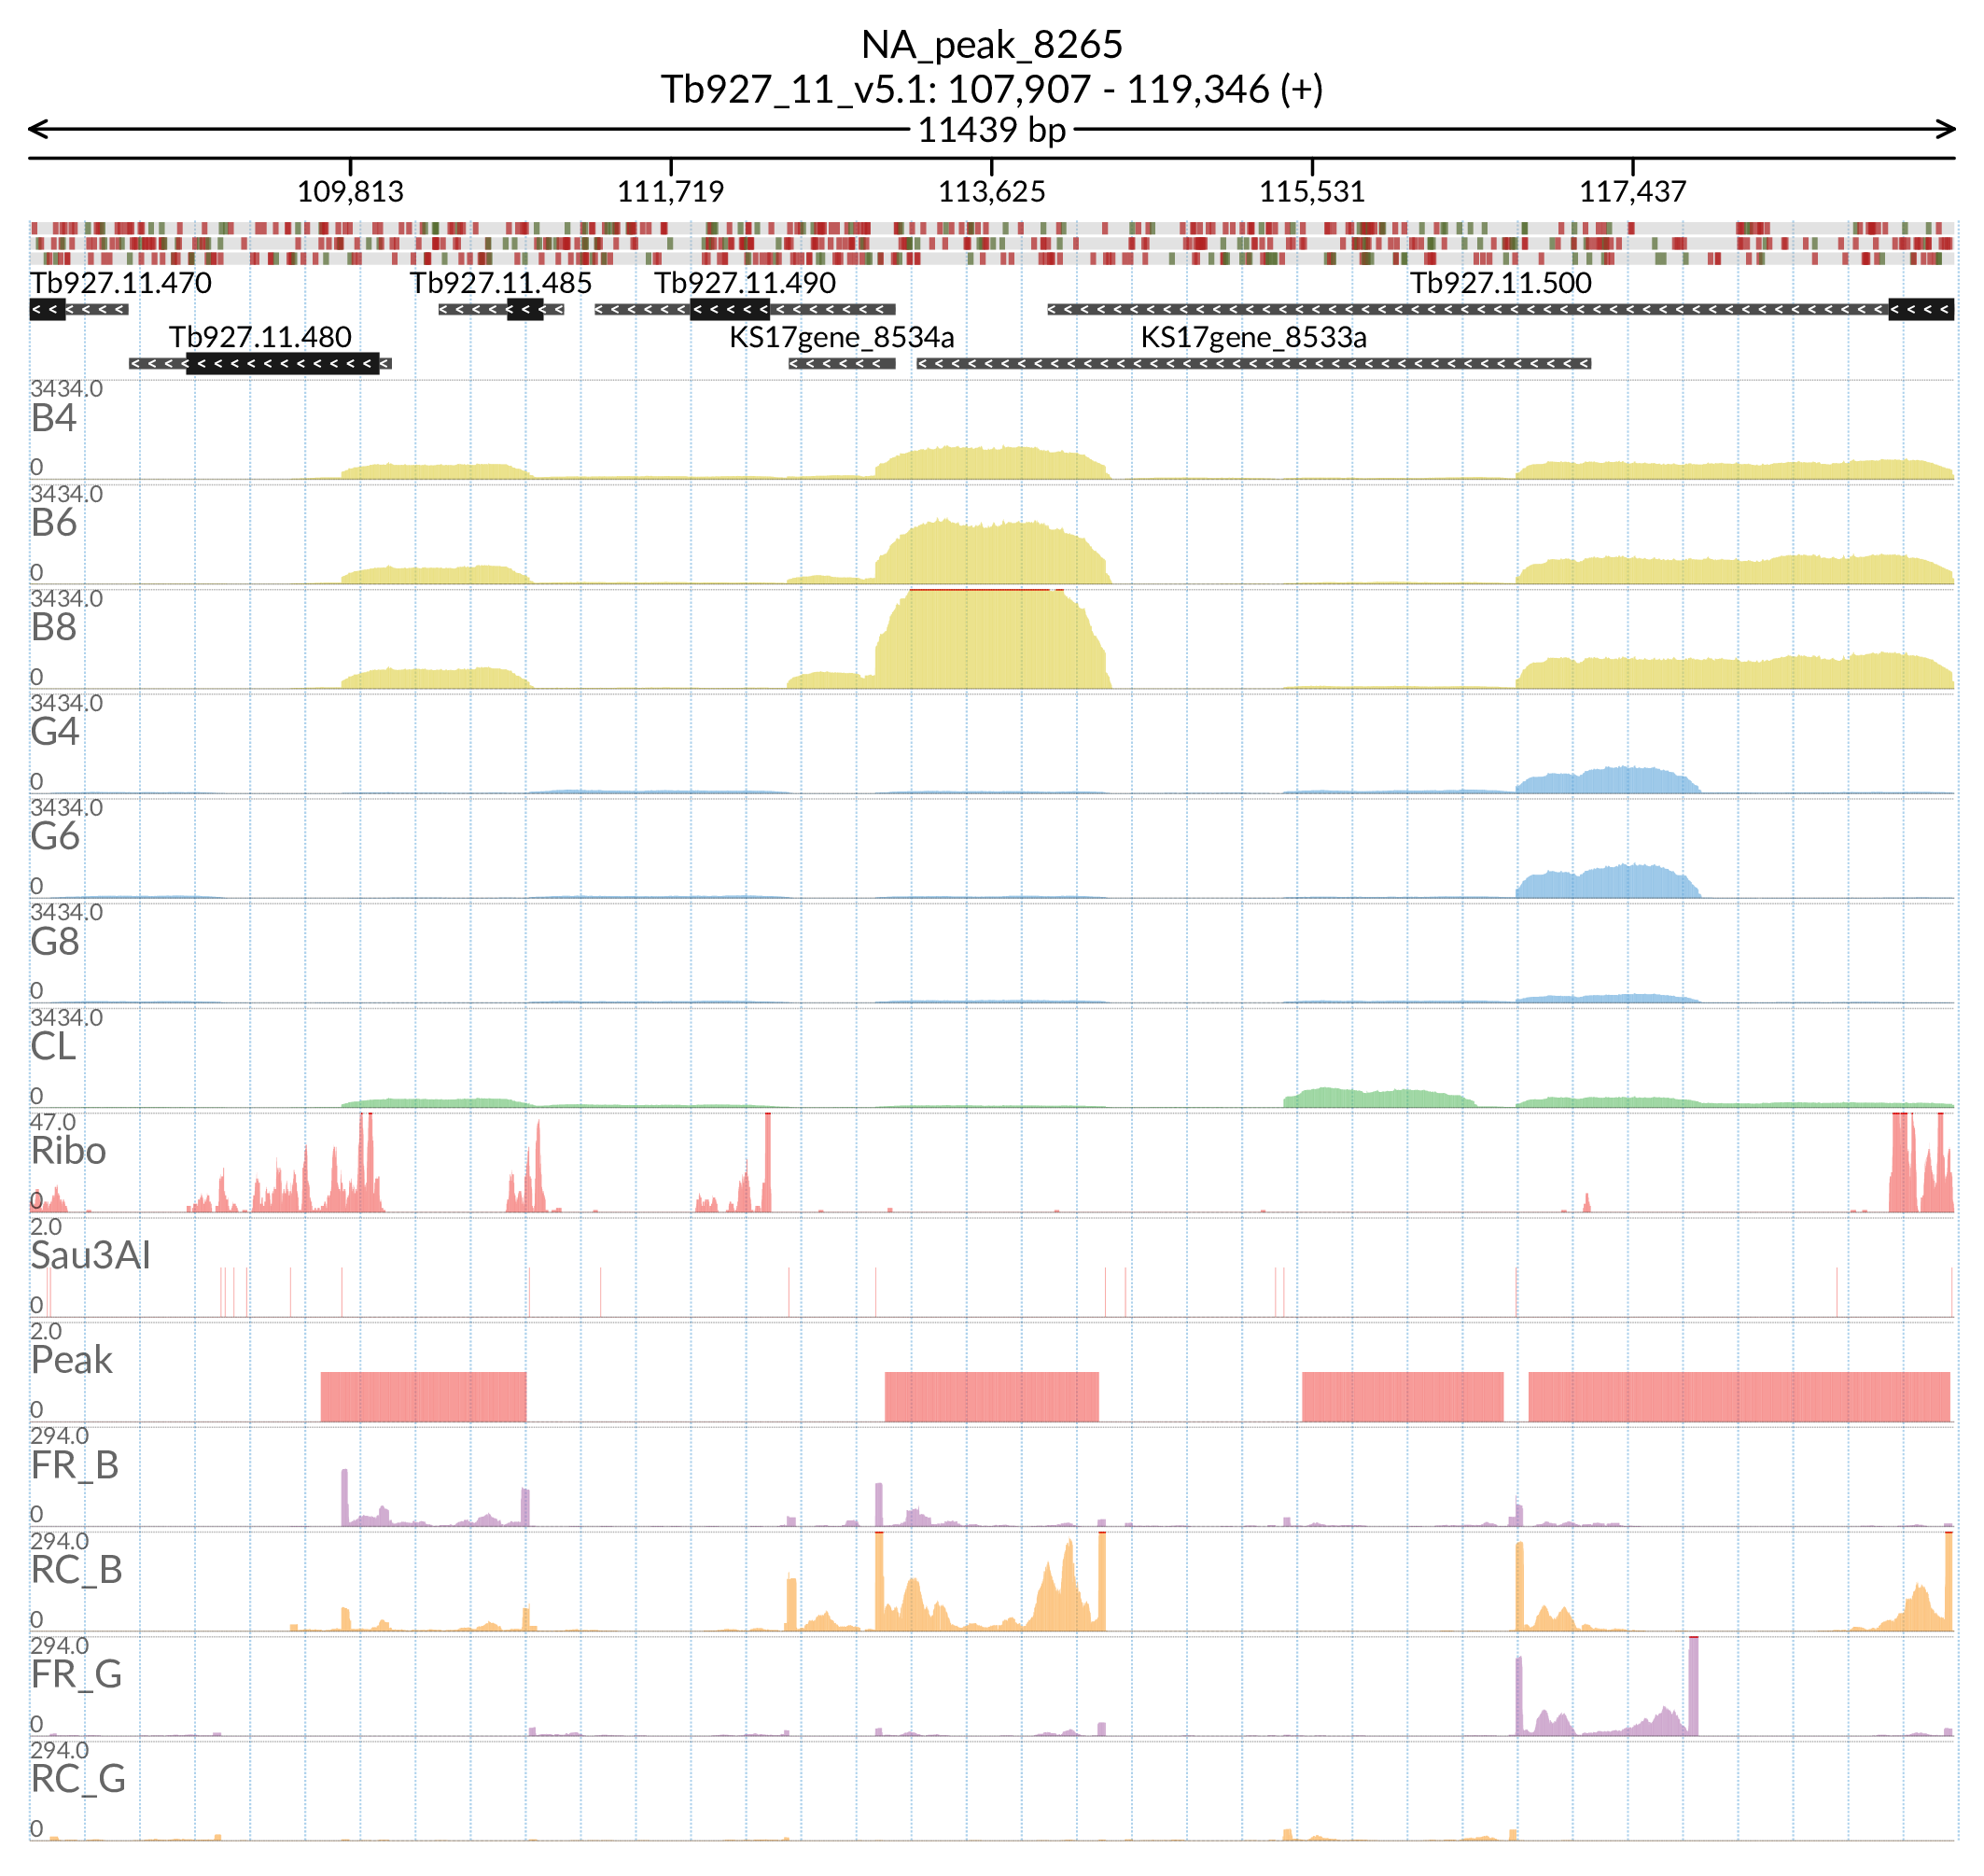 NA_peak_8265
Tb927_11_v5.1: 107,907 - 119,346 (+)
11439 bp
109,813 111,719 113,625 115,531 117,437
Tb927.11.470 Tb927.11.485 Tb927.11.490 Tb927.11.500
Tb927.11.480 KS17gene_8534a KS17gene_8533a
3434.0
B4
0
3434.0
B6
0
3434.0
B8
0
3434.0
G4
0
3434.0
G6
0
3434.0
G8
0
3434.0
CL
0
47.0
Ribo
0
2.0
Sau3AI
0
2.0
Peak
0
294.0
FR_B
0
294.0
RC_B
0
294.0
FR_G
0
294.0
RC_G
0